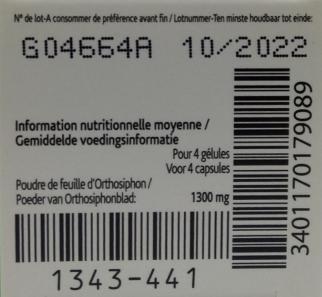 N° de lot-A consommer de préférence avant fin / Lotnummer-Ten minste houdbaar tot einde:
G04664A 10/2022
Information nutritionnelle moyenne /
Gemiddelde voedingsinformatie
Pour 4 gélules
Voor 4 capsules
Poudre de feuille d'Orthosiphon /
Poeder van Orthosiphonblad: 1300 mg
1343-441
3401170179089